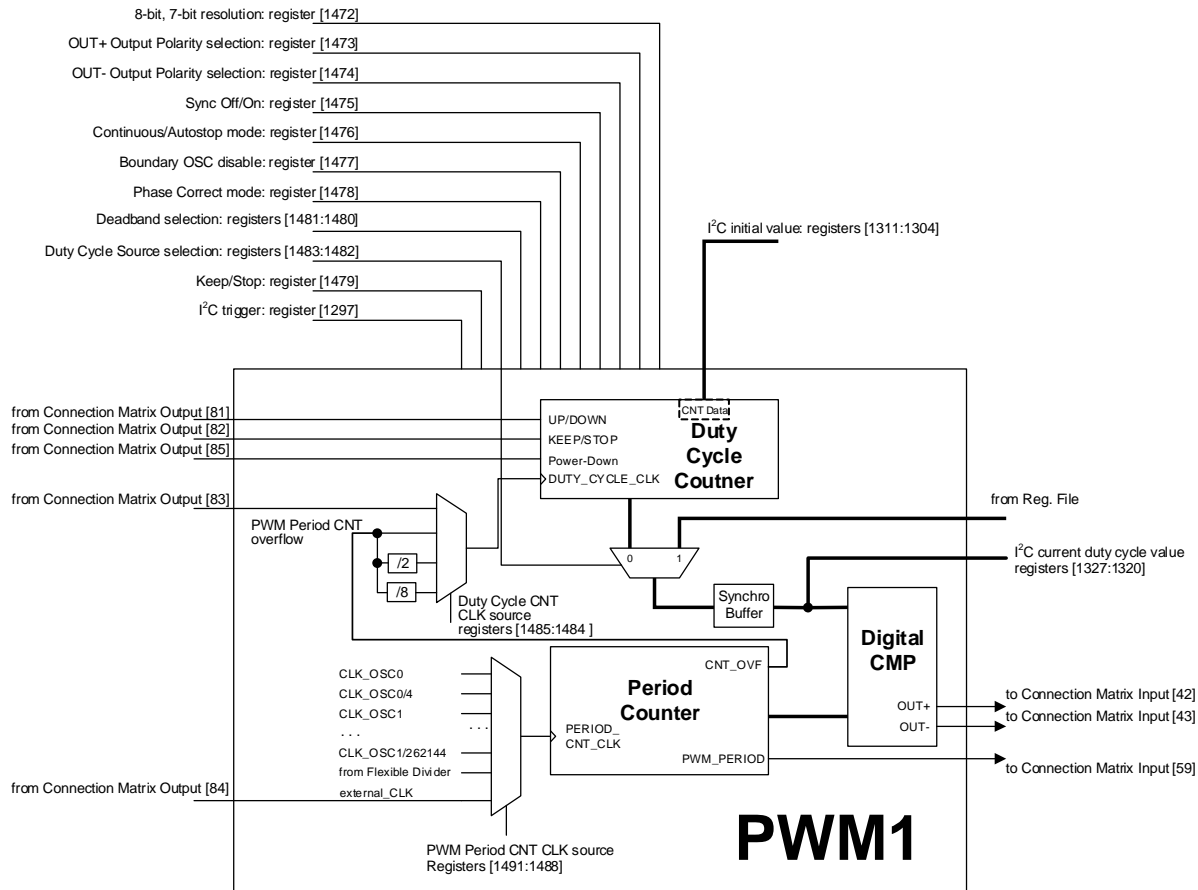 8-bit, 7-bit resolution: register [1472]
OUT+ Output Polarity selection: register [1473]
OUT- Output Polarity selection: register [1474]
Sync Off/On: register [1475]
Continuous/Autostop mode: register [1476]
Boundary OSC disable: register [1477]
Phase Correct mode: register [1478]
Deadband selection: registers [1481:1480]
Duty Cycle Source selection: registers [1483:1482]
Keep/Stop: register [1479]
I²C trigger: register [1297]
I²C initial value: registers [1311:1304]
from Connection Matrix Output [81]
from Connection Matrix Output [82]
from Connection Matrix Output [85]
from Connection Matrix Output [83]
UP/DOWN
KEEP/STOP
Power-Down
DUTY_CYCLE_CLK
CNT Data
Duty
Cycle
Coutner
PWM Period CNT
overflow
/2
/8
Duty Cycle CNT
CLK source
registers [1485:1484 ]
0 1
from Reg. File
I²C current duty cycle value
registers [1327:1320]
Synchro
Buffer
Digital
CMP
OUT+
OUT-
to Connection Matrix Input [42]
to Connection Matrix Input [43]
CLK_OSC0
CLK_OSC0/4
CLK_OSC1
. . .
. . .
CLK_OSC1/262144
from Flexible Divider
external_CLK
from Connection Matrix Output [84]
PERIOD_
CNT_CLK
Period
Counter
CNT_OVF
PWM_PERIOD
to Connection Matrix Input [59]
PWM Period CNT CLK source
Registers [1491:1488]
PWM1